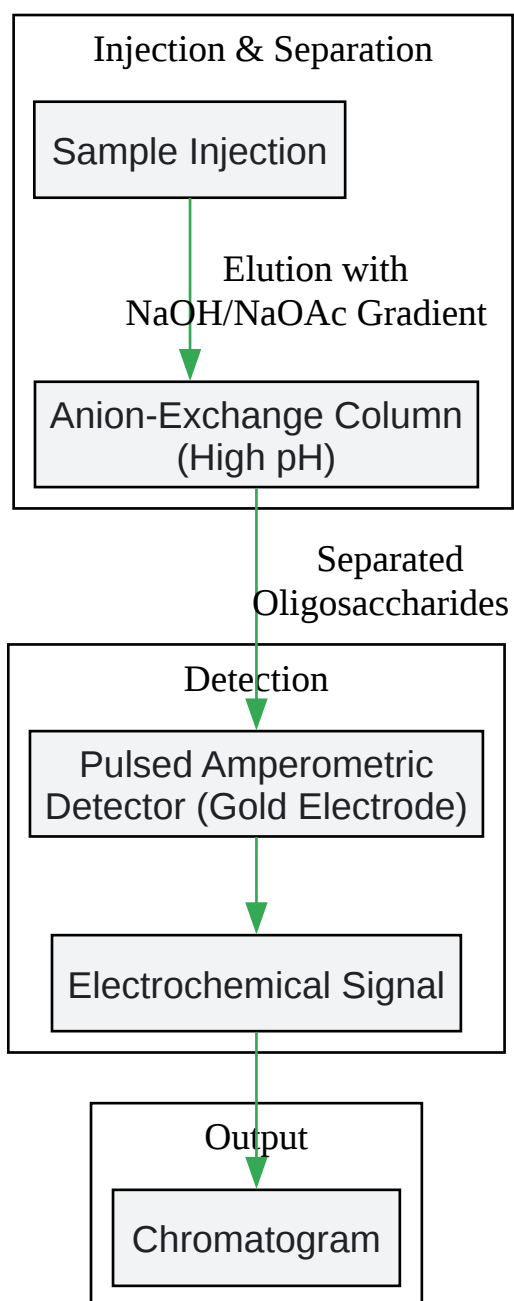 Injection & Separation
Sample Injection
Elution with
NaOH/NaOAc Gradient
Anion-Exchange Column
(High pH)
Separated
Oligosaccharides
Detection
Pulsed Amperometric
Detector (Gold Electrode)
Electrochemical Signal
Output
Chromatogram